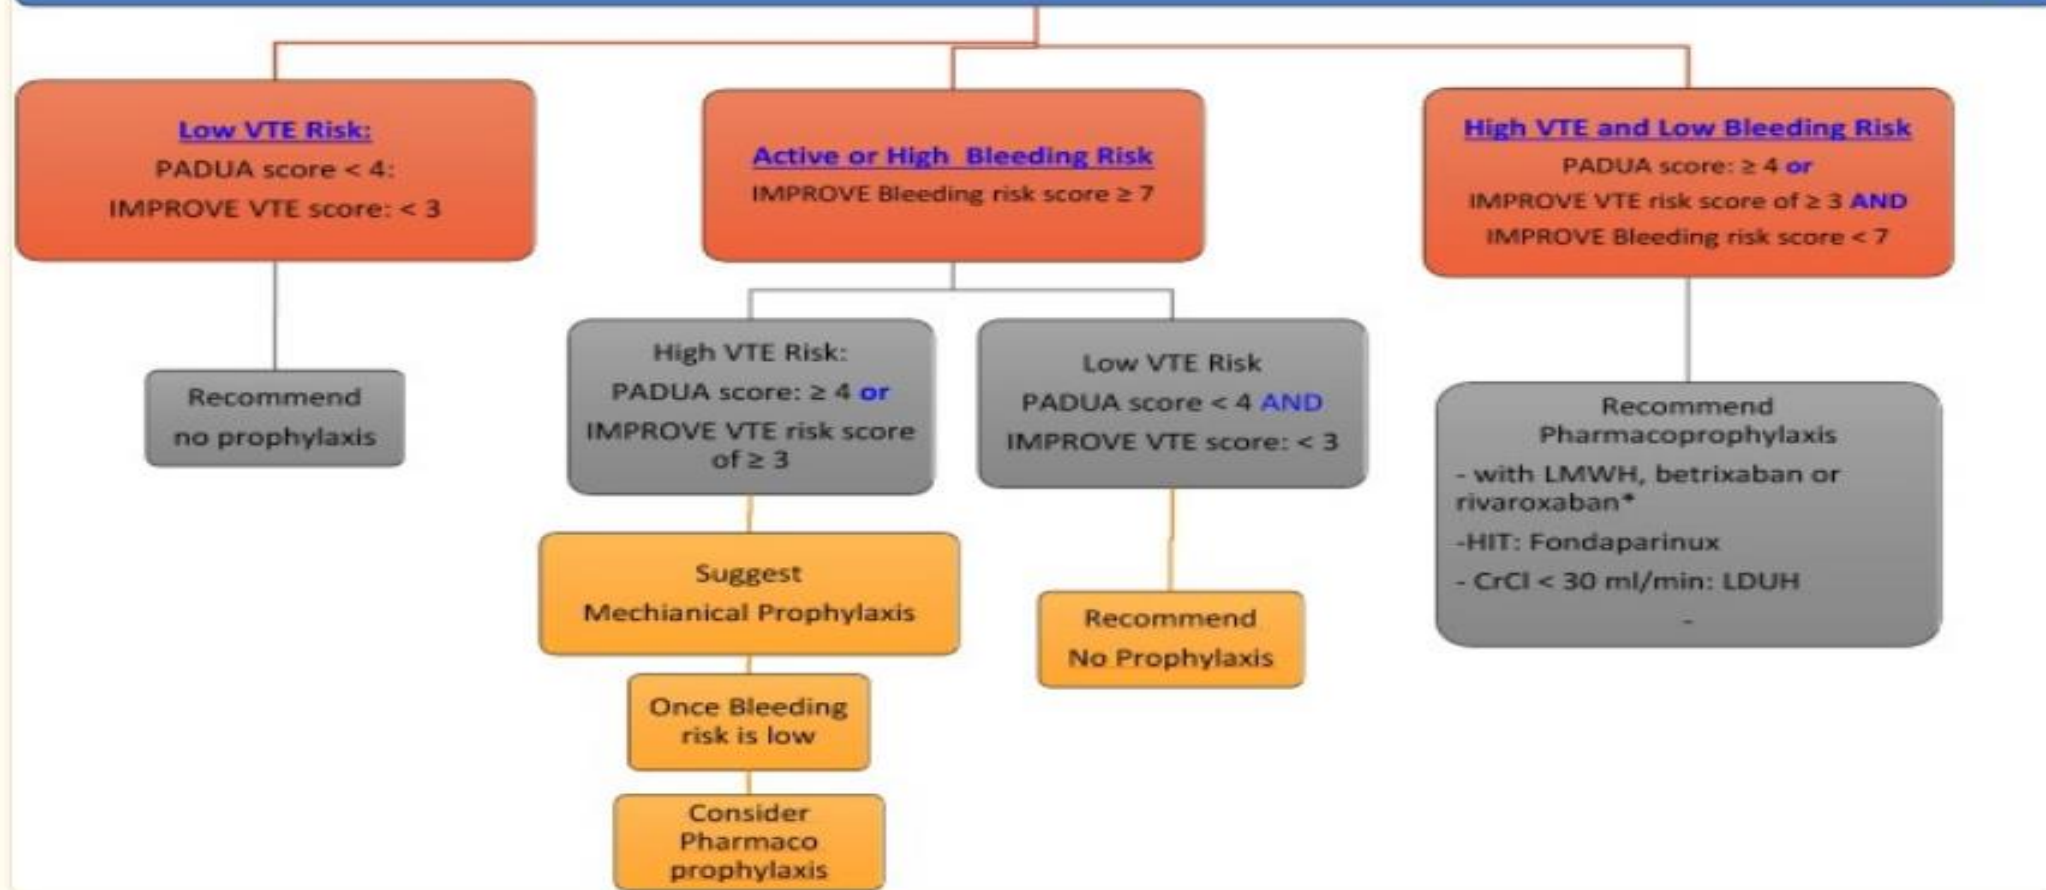 Low VTE Risk:
PADUA score < 4:
IMPROVE VTE score: < 3
Recommend
no prophylaxis
Active or High Bleeding Risk
IMPROVE Bleeding risk score ≥ 7
High VTE Risk:
PADUA score: ≥ 4 or
IMPROVE VTE risk score
of ≥ 3
Suggest
Mechianical Prophylaxis
Once Bleeding
risk is low
Consider
Pharmaco
prophylaxis
Low VTE Risk
PADUA score < 4 AND
IMPROVE VTE score: < 3
Recommend
No Prophylaxis
High VTE and Low Bleeding Risk
PADUA score: ≥ 4 or
IMPROVE VTE risk score of ≥ 3 AND
IMPROVE Bleeding risk score < 7
Recommend
Pharmacoprophylaxis
- with LMWH, betrixaban or
rivaroxaban*
-HIT: Fondaparinux
- CrCl < 30 ml/min: LDUH
-